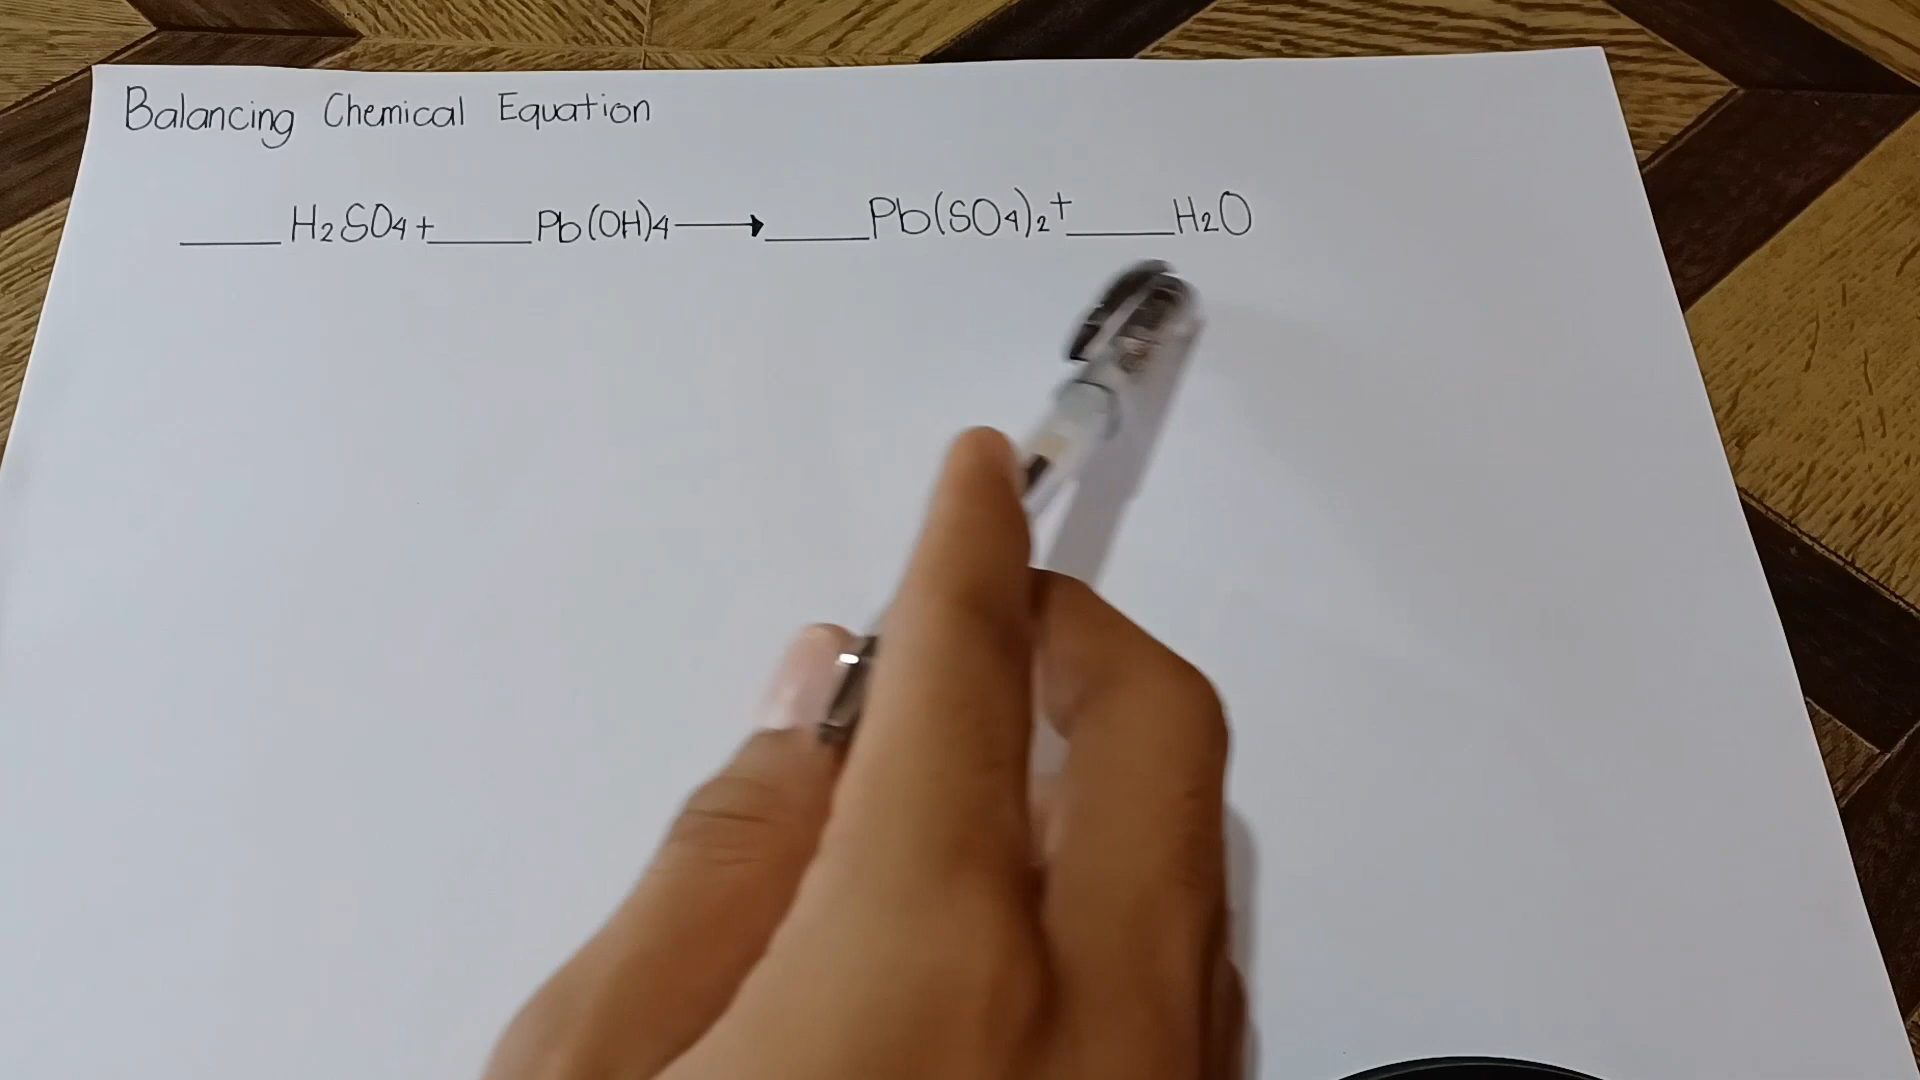 Balancing Chemical Equation
____ H2SO4 + ____ Pb(OH)4 → ____ Pb(SO4)2 + ____ H2O